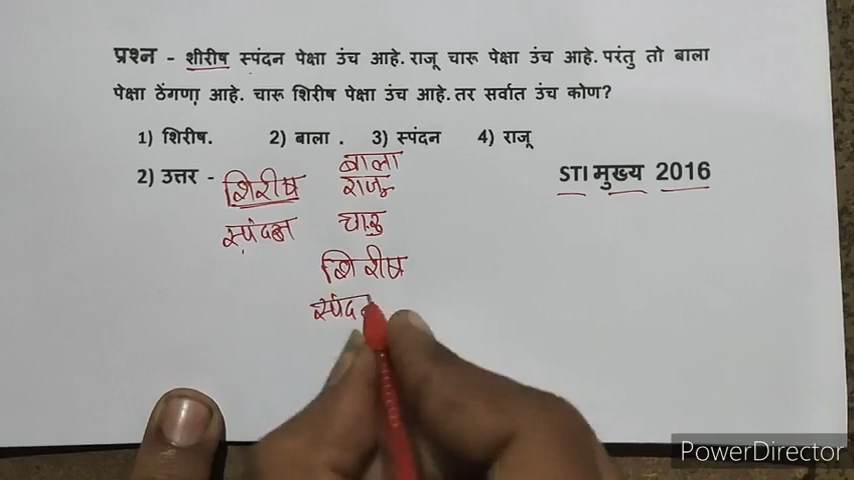 प्रश्न - शीरीष स्पंदन पेक्षा उंच आहे. राजू चारू पेक्षा उंच आहे. परंतु तो बाला
पेक्षा ठेंगणा आहे. चारू शिरीष पेक्षा उंच आहे. तर सर्वात उंच कोण?
1) शिरीष. 2) बाला . 3) स्पंदन 4) राजू
2) उत्तर -
STI मुख्य 2016
शिरीष
स्पंदन
बाला
राजू
चारु
शिरीष
स्पंद
PowerDirector